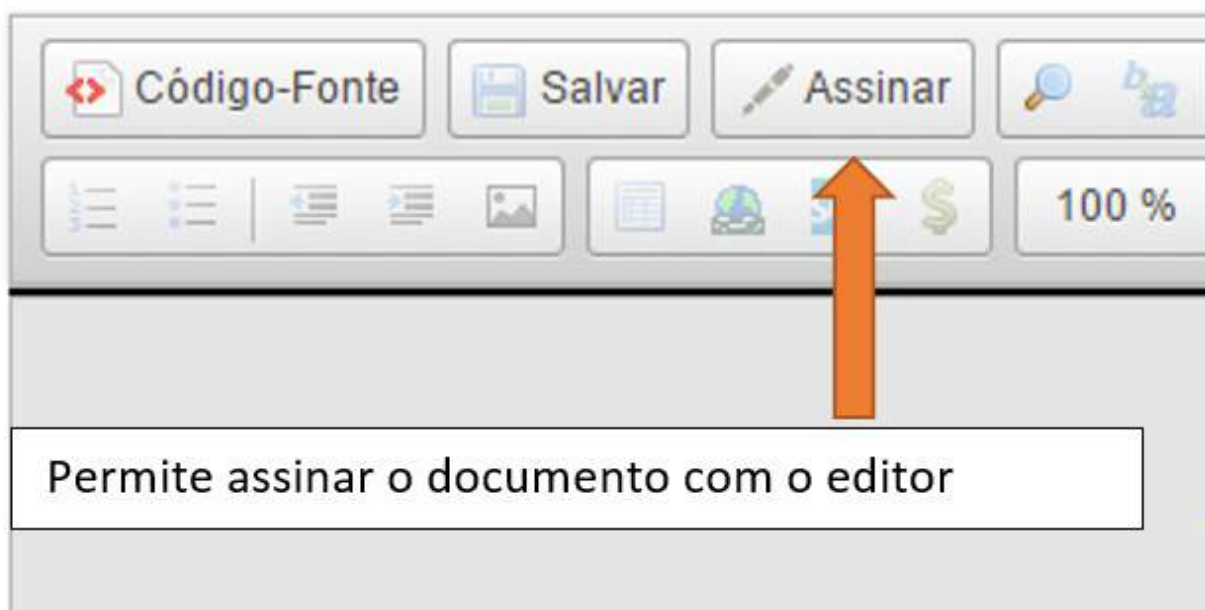 Código-Fonte Salvar Assinar
100 %
Permite assinar o documento com o editor